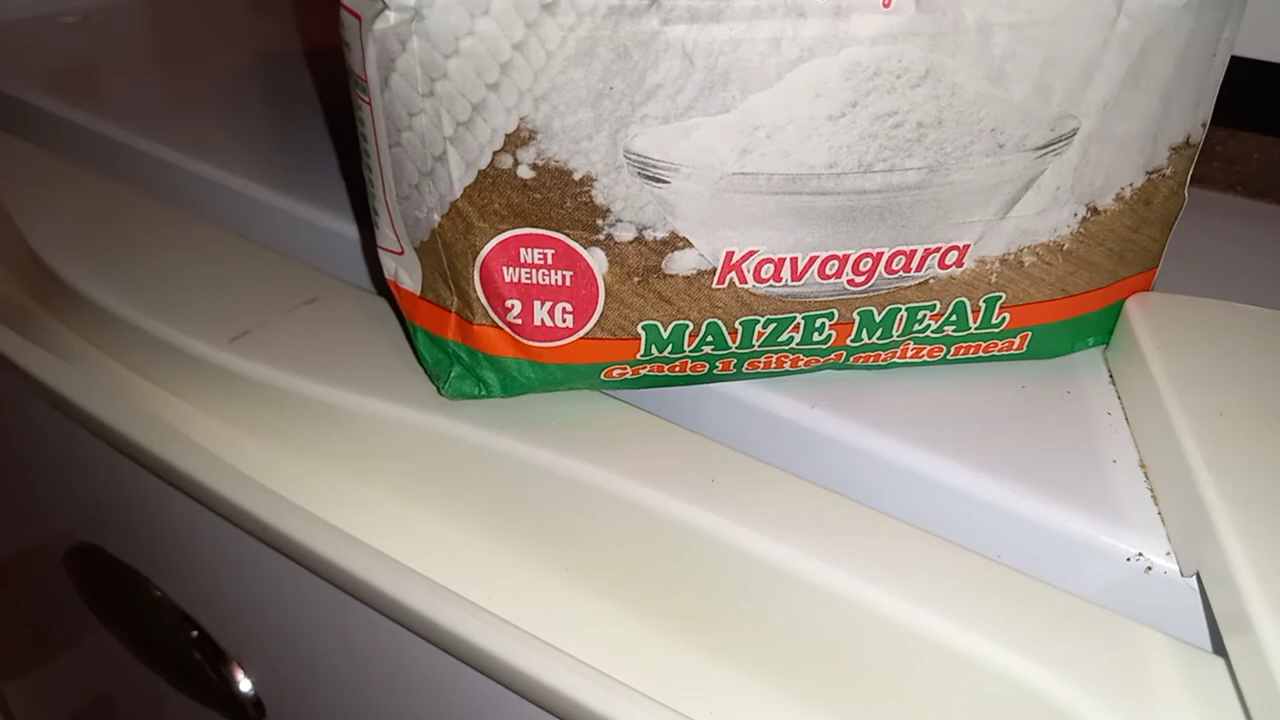 NET
WEIGHT
2 KG
Kavagara
MAIZE MEAL
Grade 1 sifted maize meal